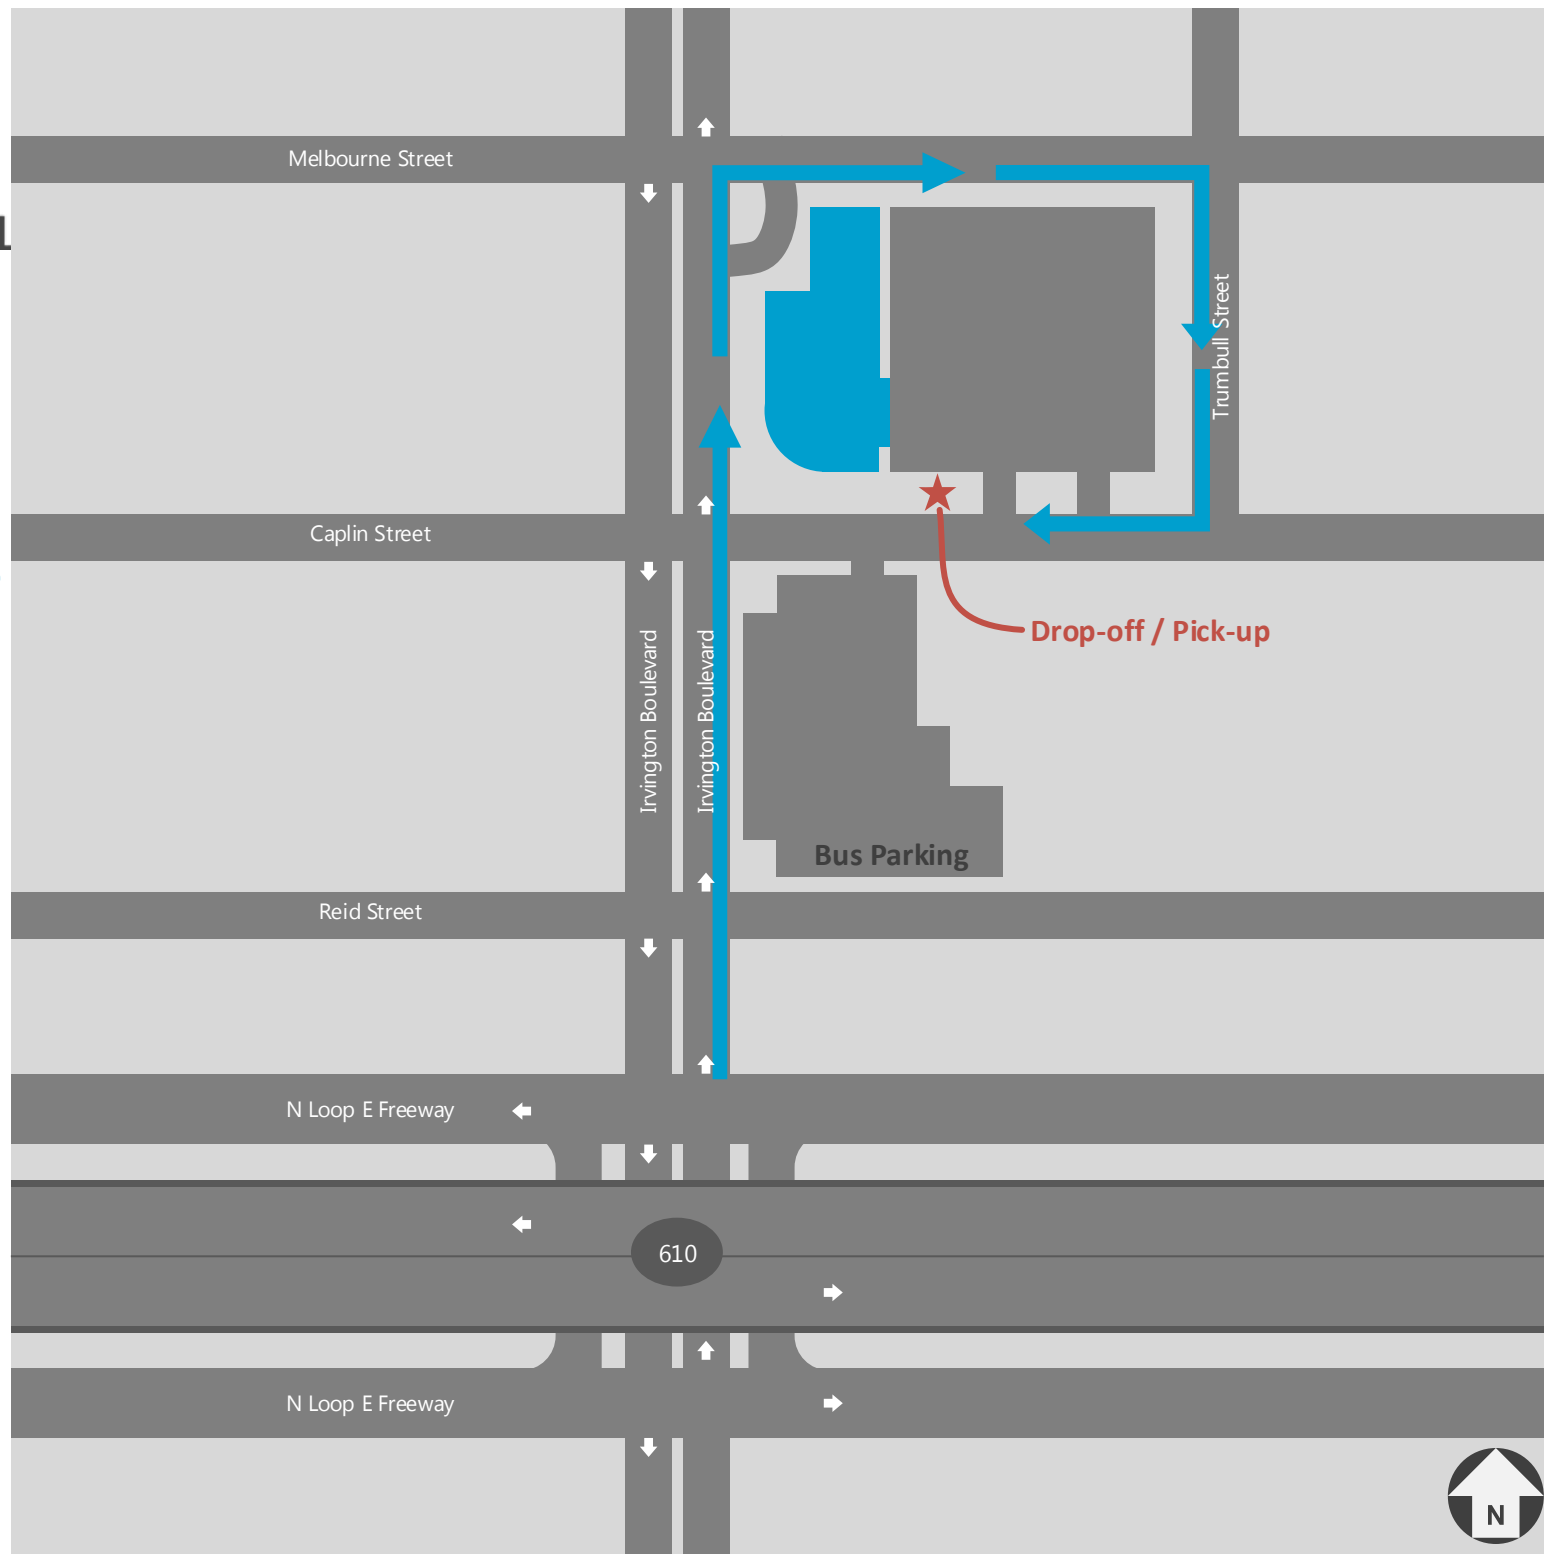 Melbourne Street
L
Trumbull Street
Caplin Street
Drop-off / Pick-up
Irvington Boulevard
Irvington Boulevard
Bus Parking
Reid Street
N Loop E Freeway
610
N Loop E Freeway
N